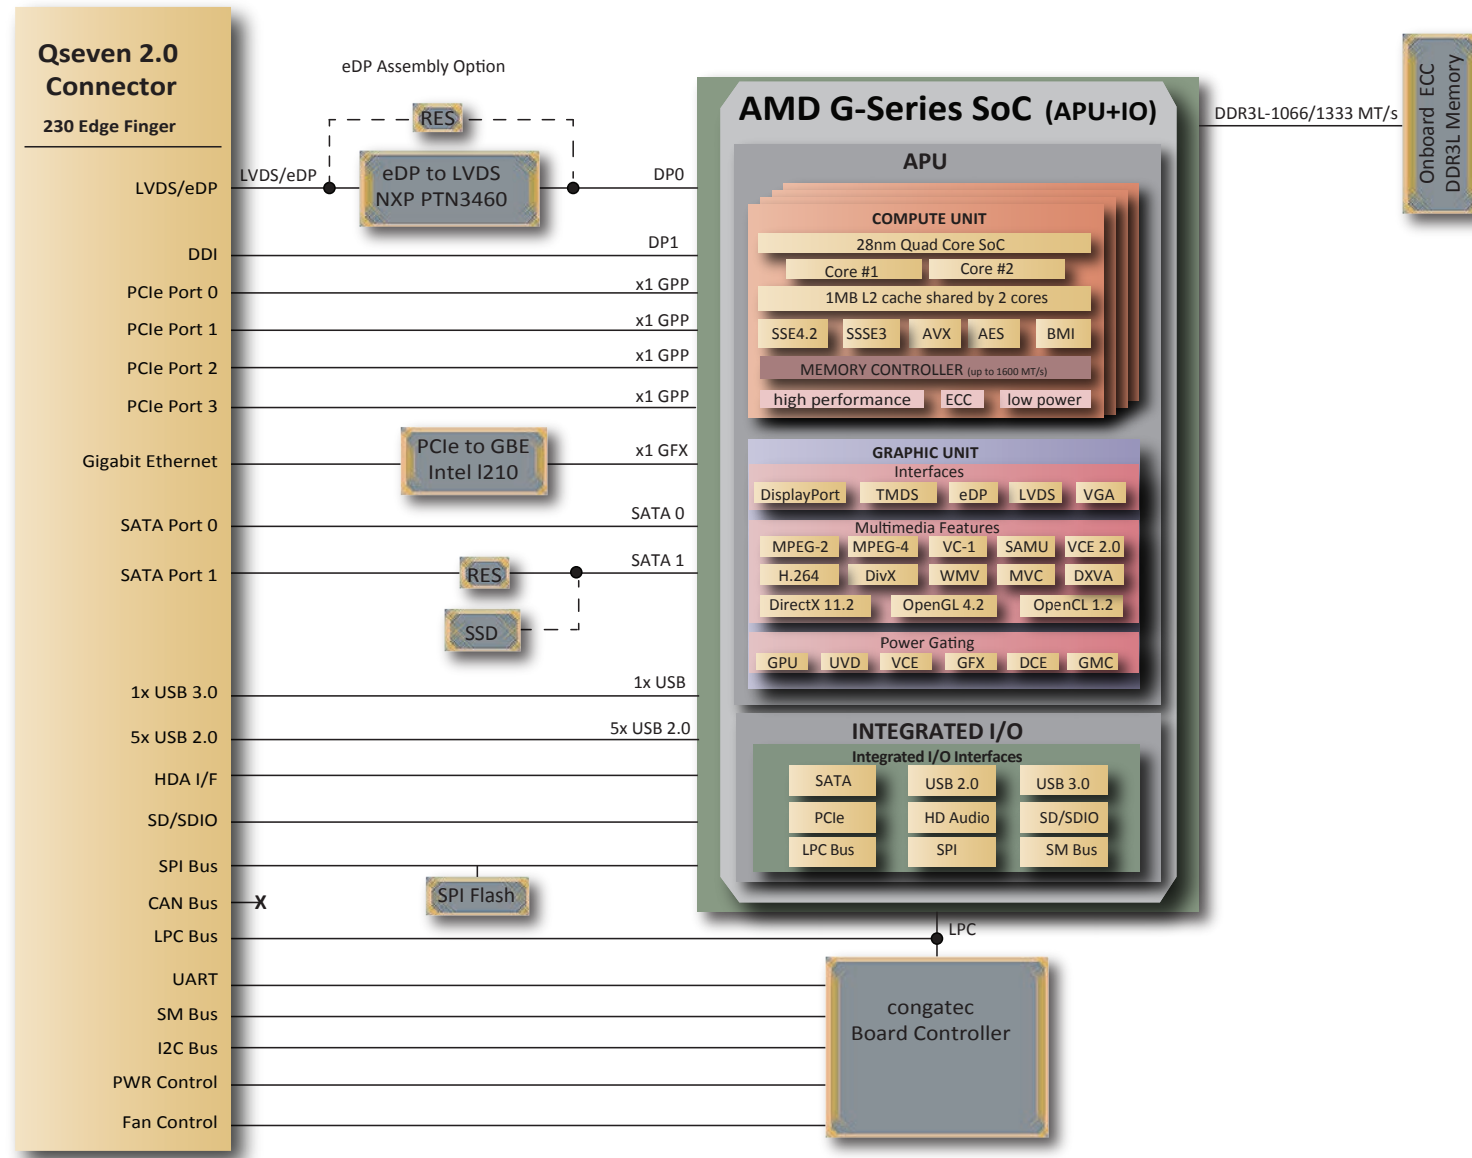 Qseven 2.0
Connector
230 Edge Finger
LVDS/eDP
DDI
PCIe Port 0
PCIe Port 1
PCIe Port 2
PCIe Port 3
Gigabit Ethernet
SATA Port 0
SATA Port 1
1x USB 3.0
5x USB 2.0
HDA I/F
SD/SDIO
SPI Bus
CAN Bus
LPC Bus
UART
SM Bus
I2C Bus
PWR Control
Fan Control
eDP Assembly Option
RES
LVDS/eDP
eDP to LVDS
NXP PTN3460
DP0
DP1
x1 GPP
x1 GPP
x1 GPP
x1 GPP
PCIe to GBE
Intel I210
x1 GFX
SATA 0
SATA 1
RES
SSD
1x USB
5x USB 2.0
SPI Flash
X
AMD G-Series SoC (APU+IO)
APU
COMPUTE UNIT
28nm Quad Core SoC
Core #1 Core #2
1MB L2 cache shared by 2 cores
SSE4.2 SSSE3 AVX AES BMI
MEMORY CONTROLLER (up to 1600 MT/s)
high performance ECC low power
GRAPHIC UNIT
Interfaces
DisplayPort TMDS eDP LVDS VGA
Multimedia Features
MPEG-2 MPEG-4 VC-1 SAMU VCE 2.0
H.264 DivX WMV MVC DXVA
DirectX 11.2 OpenGL 4.2 OpenCL 1.2
Power Gating
GPU UVD VCE GFX DCE GMC
INTEGRATED I/O
Integrated I/O Interfaces
SATA USB 2.0 USB 3.0
PCIe HD Audio SD/SDIO
LPC Bus SPI SM Bus
LPC
congatec
Board Controller
DDR3L-1066/1333 MT/s
Onboard ECC
DDR3L Memory